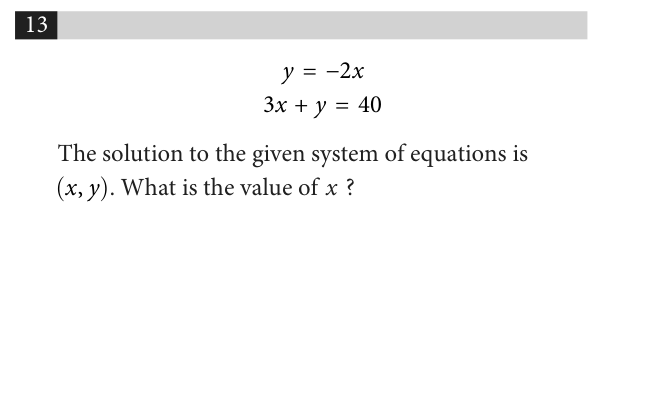 13
y = −2x
3x + y = 40
The solution to the given system of equations is
(x, y). What is the value of x ?